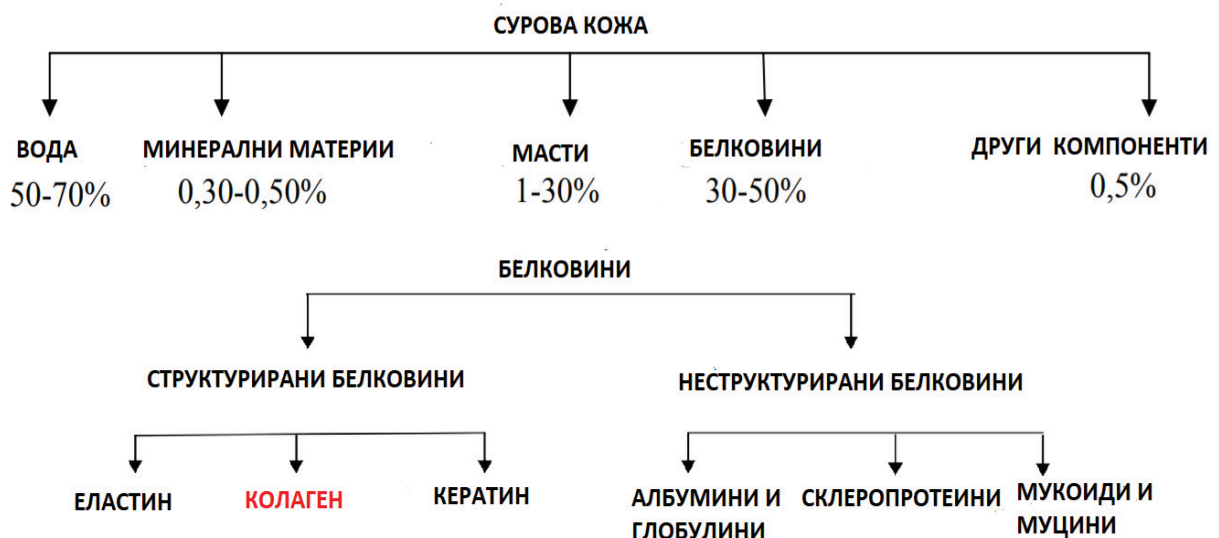 СУРОВА КОЖА
ВОДА МИНЕРАЛНИ МАТЕРИИ МАСТИ БЕЛКОВИНИ ДРУГИ КОМПОНЕНТИ
50-70% 0,30-0,50% 1-30% 30-50% 0,5%
БЕЛКОВИНИ
СТРУКТУРИРАНИ БЕЛКОВИНИ НЕСТРУКТУРИРАНИ БЕЛКОВИНИ
ЕЛАСТИН КОЛАГЕН КЕРАТИН АЛБУМИНИ И СКЛЕРОПРОТЕИНИ МУКОИДИ И
ГЛОБУЛИНИ МУЦИНИ